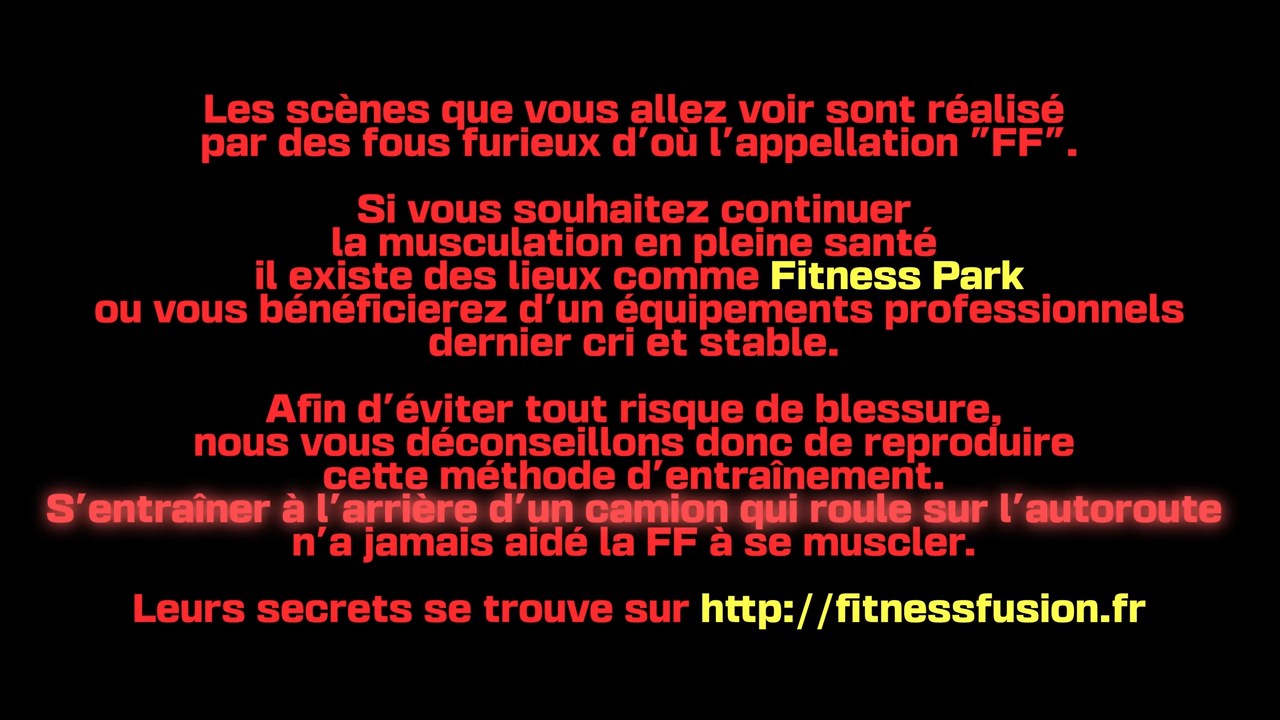 Les scènes que vous allez voir sont réalisé
par des fous furieux d’où l’appellation "FF".
Si vous souhaitez continuer
la musculation en pleine santé
il existe des lieux comme Fitness Park
ou vous bénéficierez d’un équipements professionnels
dernier cri et stable.
Afin d’éviter tout risque de blessure,
nous vous déconseillons donc de reproduire
cette méthode d’entraînement.
S’entraîner à l’arrière d’un camion qui roule sur l’autoroute
n’a jamais aidé la FF à se muscler.
Leurs secrets se trouve sur http://fitnessfusion.fr